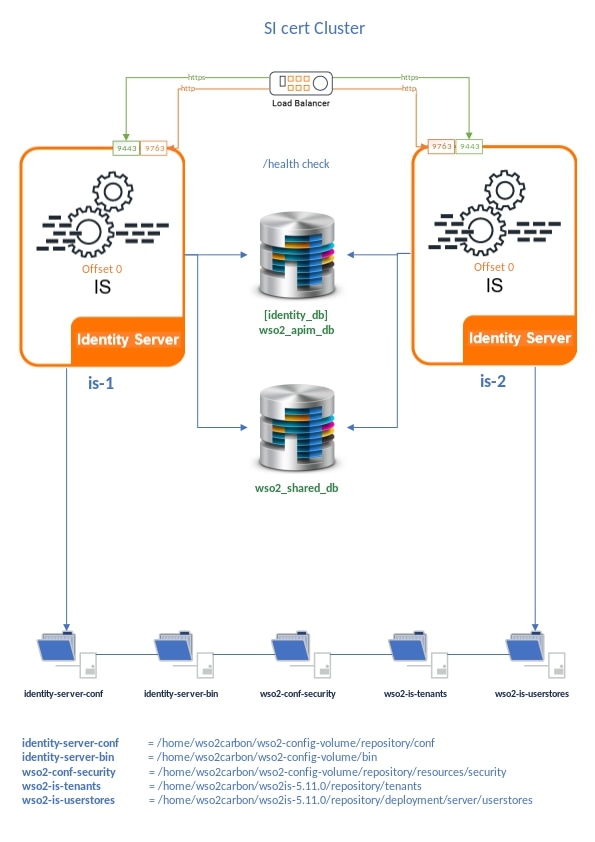 SI cert Cluster
https
https
http
http
Load Balancer
9443
9763
9763
9443
/health check
Offset 0
IS
Identity Server
is-1
Offset 0
IS
Identity Server
is-2
[identity_db]
wso2_apim_db
wso2_shared_db
identity-server-conf
identity-server-bin
wso2-conf-security
wso2-is-tenants
wso2-is-userstores
identity-server-conf = /home/wso2carbon/wso2-config-volume/repository/conf
identity-server-bin = /home/wso2carbon/wso2-config-volume/bin
wso2-conf-security = /home/wso2carbon/wso2-config-volume/repository/resources/security
wso2-is-tenants = /home/wso2carbon/wso2is-5.11.0/repository/tenants
wso2-is-userstores = /home/wso2carbon/wso2is-5.11.0/repository/deployment/server/userstores